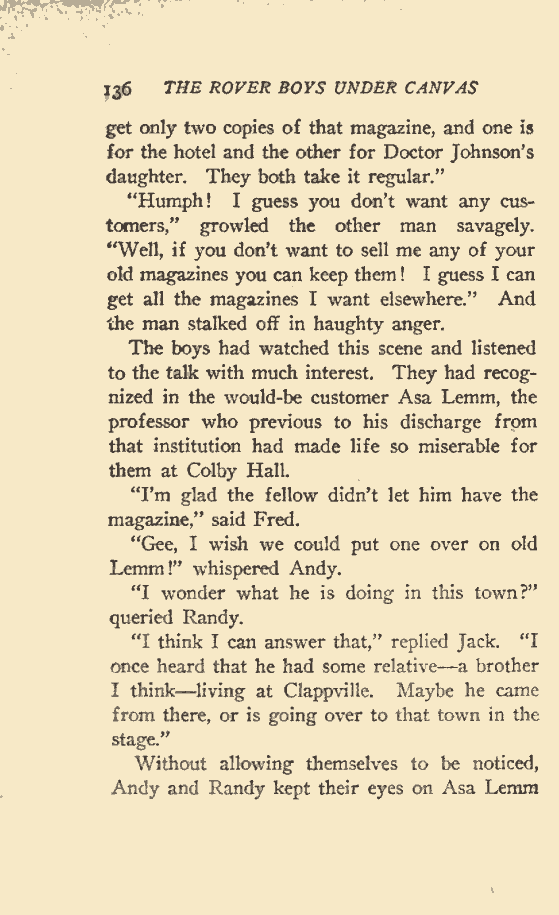 136 THE ROVER BOYS UNDER CANVAS
get only two copies of that magazine, and one is
for the hotel and the other for Doctor Johnson's
daughter. They both take it regular.”
“Humph! I guess you don't want any cus-
tomers,” growled the other man savagely.
“Well, if you don't want to sell me any of your
old magazines you can keep them! I guess I can
get all the magazines I want elsewhere.” And
the man stalked off in haughty anger.
The boys had watched this scene and listened
to the talk with much interest. They had recog-
nized in the would-be customer Asa Lemm, the
professor who previous to his discharge from
that institution had made life so miserable for
them at Colby Hall.
“I'm glad the fellow didn't let him have the
magazine,” said Fred.
“Gee, I wish we could put one over on old
Lemm!” whispered Andy.
“I wonder what he is doing in this town?”
queried Randy.
“I think I can answer that,” replied Jack. “I
once heard that he had some relative—a brother
I think—living at Clappville. Maybe he came
from there, or is going over to that town in the
stage.”
Without allowing themselves to be noticed,
Andy and Randy kept their eyes on Asa Lemm